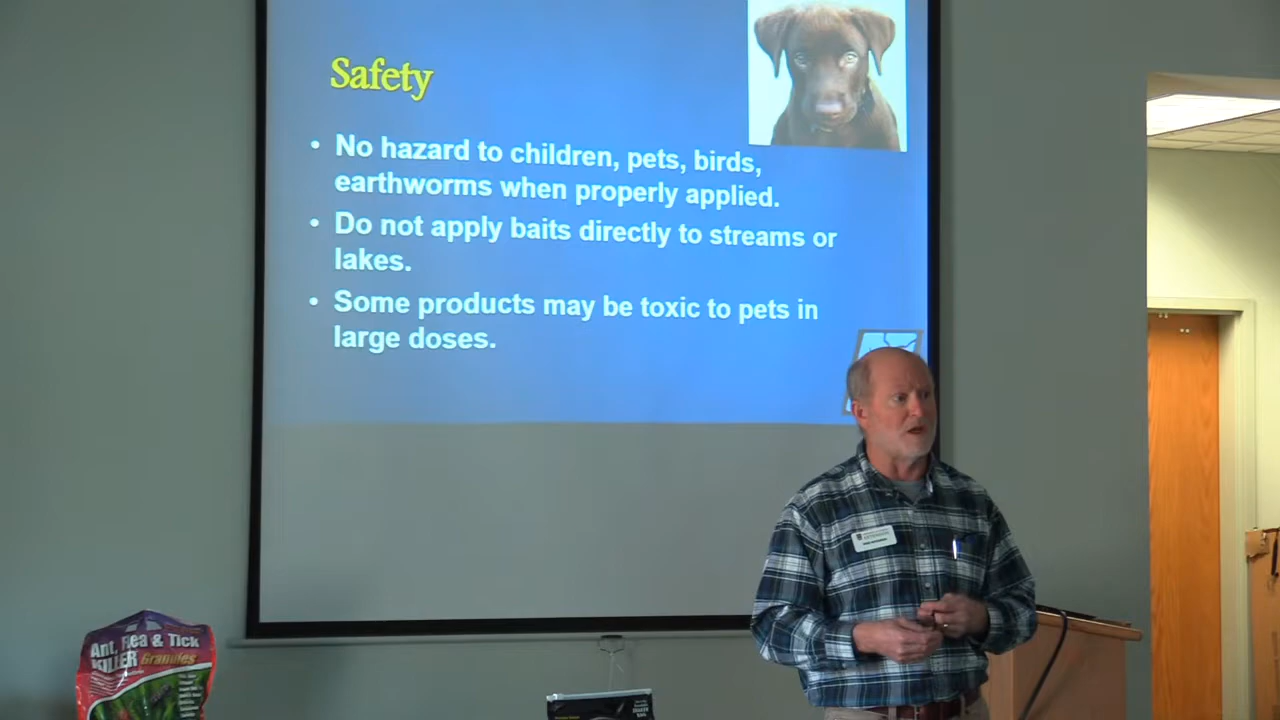 Safety
• No hazard to children, pets, birds,
earthworms when properly applied.
• Do not apply baits directly to streams or
lakes.
• Some products may be toxic to pets in
large doses.
Ant, Flea & Tick
KILLER Granules